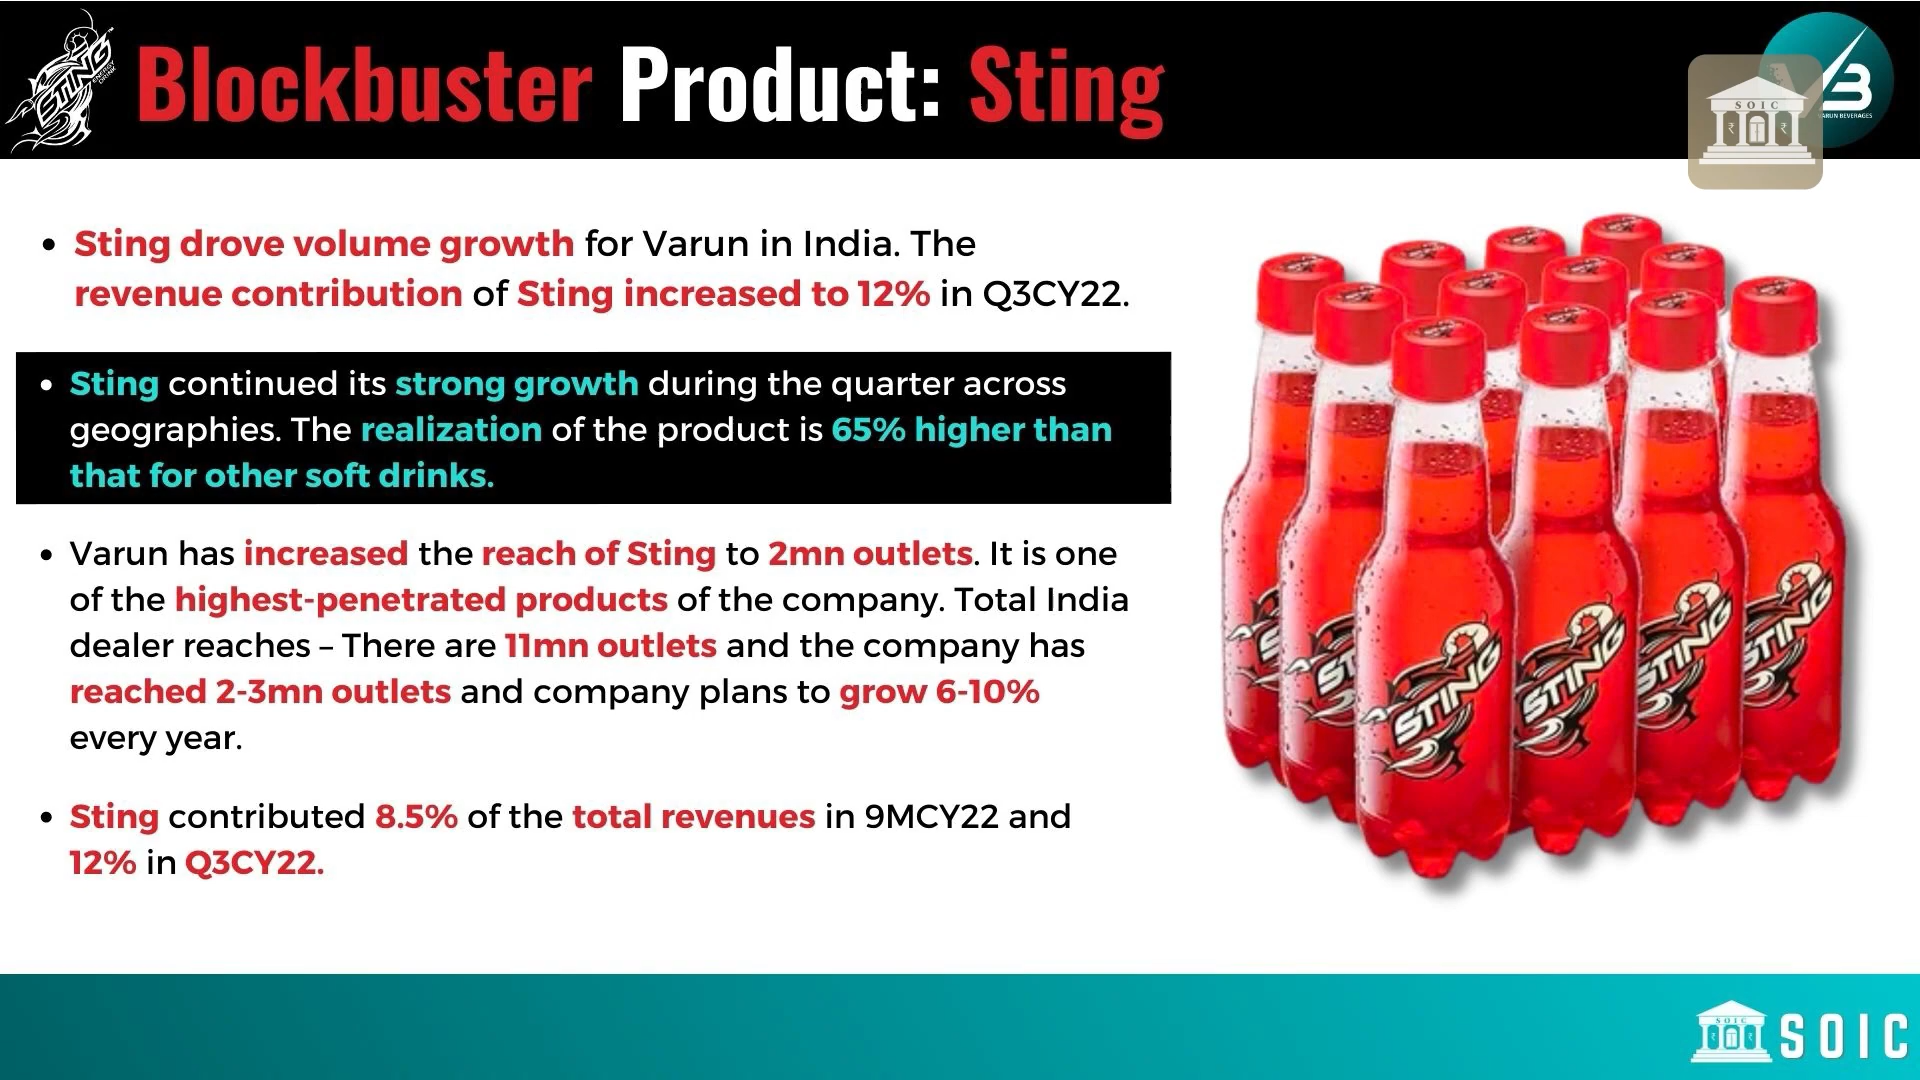 STING
ENERGY DRINK
Blockbuster Product: Sting
SOIC
VARUN BEVERAGES
• Sting drove volume growth for Varun in India. The
revenue contribution of Sting increased to 12% in Q3CY22.
• Sting continued its strong growth during the quarter across
geographies. The realization of the product is 65% higher than
that for other soft drinks.
• Varun has increased the reach of Sting to 2mn outlets. It is one
of the highest-penetrated products of the company. Total India
dealer reaches – There are 11mn outlets and the company has
reached 2-3mn outlets and company plans to grow 6-10%
every year.
• Sting contributed 8.5% of the total revenues in 9MCY22 and
12% in Q3CY22.
STING
STING
STING
STING
SOIC
SOIC